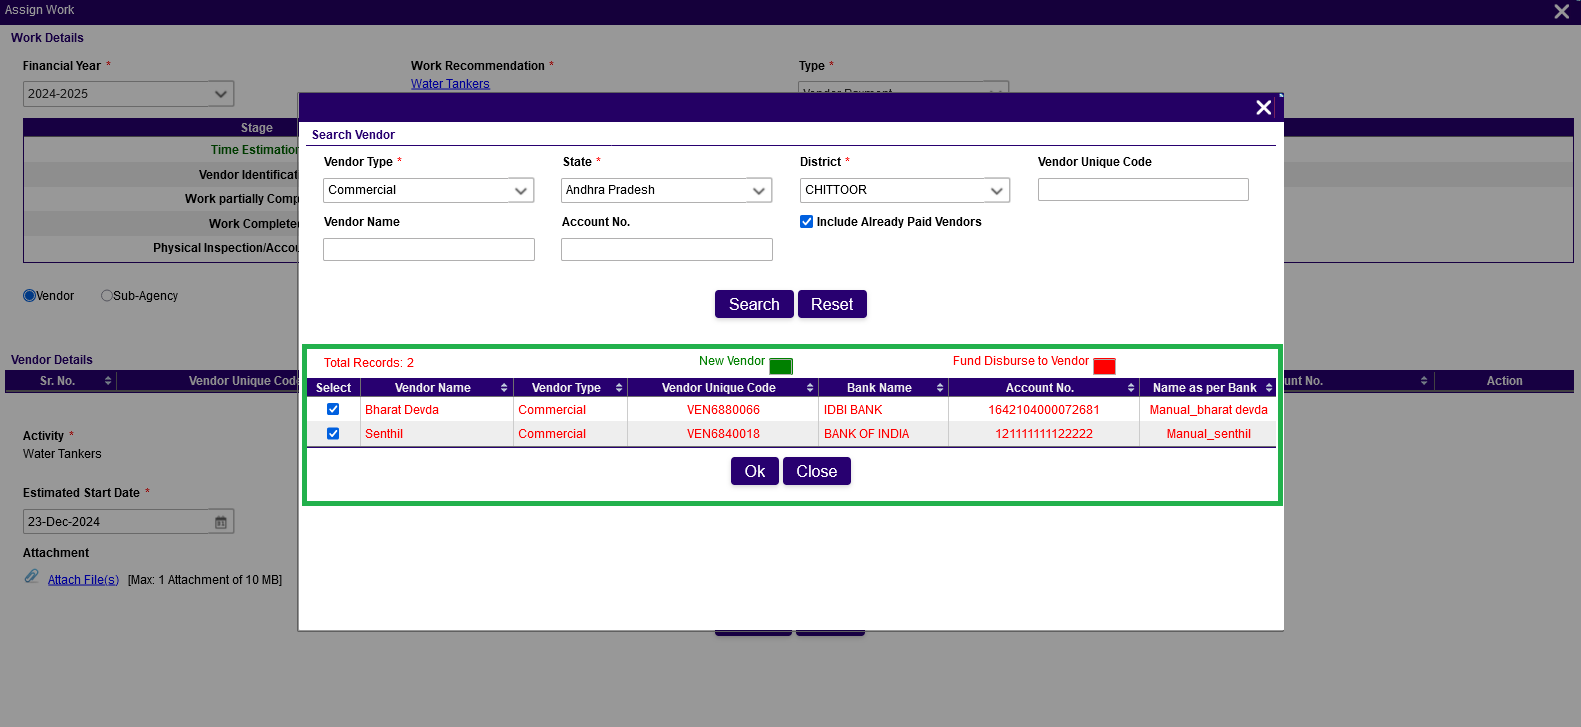 Assign Work
Work Details
Financial Year * Work Recommendation * Type *
Water Tankers
2024-2025 Vendor Payment
Search Vendor
Stage
Time Estimation
Vendor Identificat
Work partially Comp
Work Complete
Physical Inspection/Accou
Vendor Type * State * District * Vendor Unique Code
Commercial Andhra Pradesh CHITTOOR
Vendor Name Account No. Include Already Paid Vendors
Vendor Sub-Agency
Search Reset
Vendor Details
Sr. No. Vendor Unique Code unt No. Action
Total Records: 2 New Vendor Fund Disburse to Vendor
Select Vendor Name Vendor Type Vendor Unique Code Bank Name Account No. Name as per Bank
Bharat Devda Commercial VEN6880066 IDBI BANK 1642104000072681 Manual_bharat devda
Senthil Commercial VEN6840018 BANK OF INDIA 121111111122222 Manual_senthil
Ok Close
Activity *
Water Tankers
Estimated Start Date *
23-Dec-2024
Attachment
Attach File(s) [Max: 1 Attachment of 10 MB]